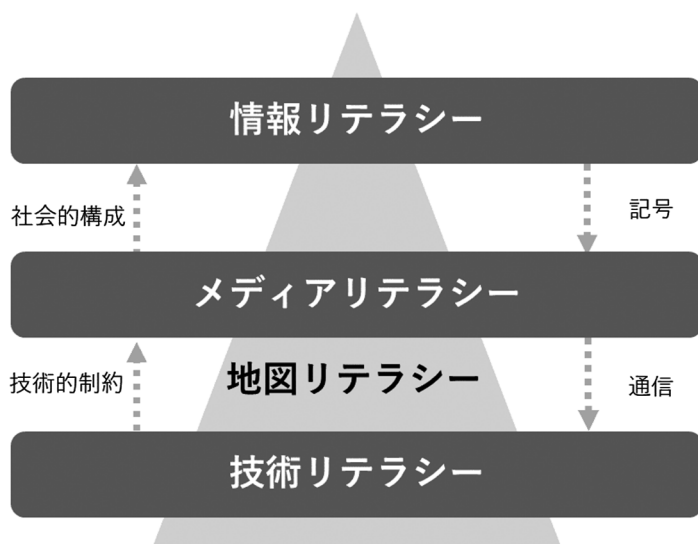 情報リテラシー
社会的構成
記号
メディアリテラシー
地図リテラシー
技術的制約
通信
技術リテラシー